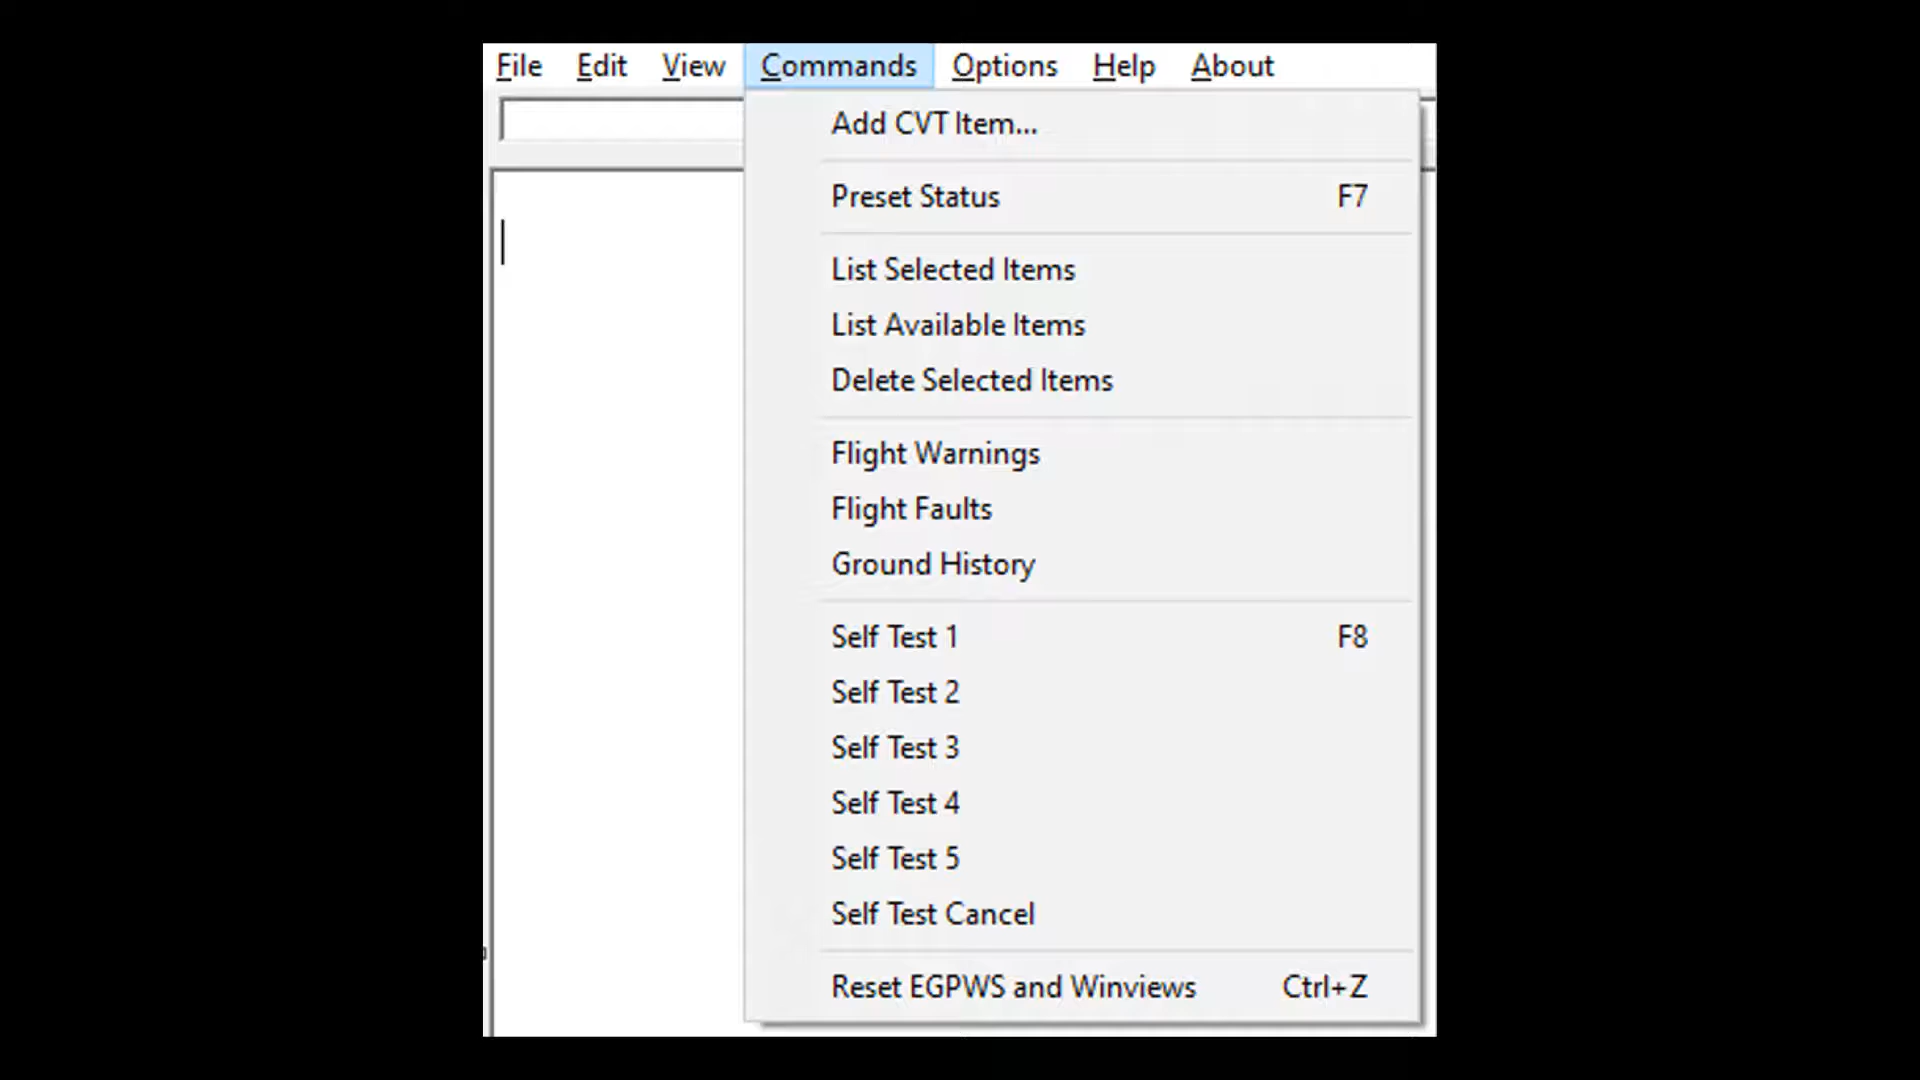 File Edit View Commands Options Help About
Add CVT Item...
Preset Status F7
List Selected Items
List Available Items
Delete Selected Items
Flight Warnings
Flight Faults
Ground History
Self Test 1 F8
Self Test 2
Self Test 3
Self Test 4
Self Test 5
Self Test Cancel
Reset EGPWS and Winviews Ctrl+Z